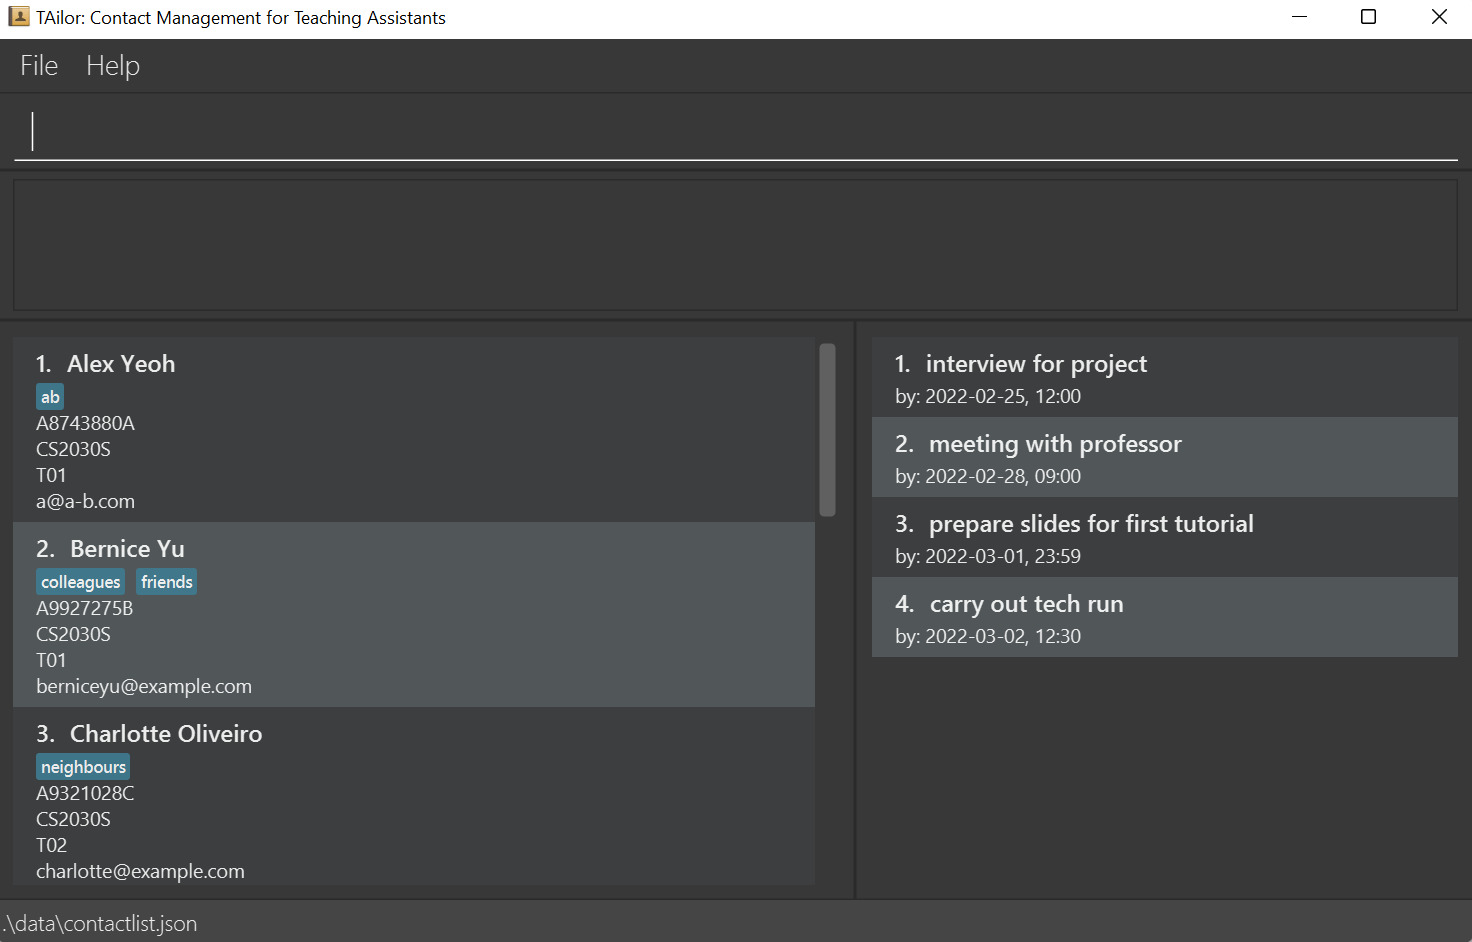 TAilor: Contact Management for Teaching Assistants
File Help
1. Alex Yeoh
ab
A8743880A
CS2030S
T01
a@a-b.com
2. Bernice Yu
colleagues friends
A9927275B
CS2030S
T01
berniceyu@example.com
3. Charlotte Oliveiro
neighbours
A9321028C
CS2030S
T02
charlotte@example.com
1. interview for project
by: 2022-02-25, 12:00
2. meeting with professor
by: 2022-02-28, 09:00
3. prepare slides for first tutorial
by: 2022-03-01, 23:59
4. carry out tech run
by: 2022-03-02, 12:30
.\data\contactlist.json